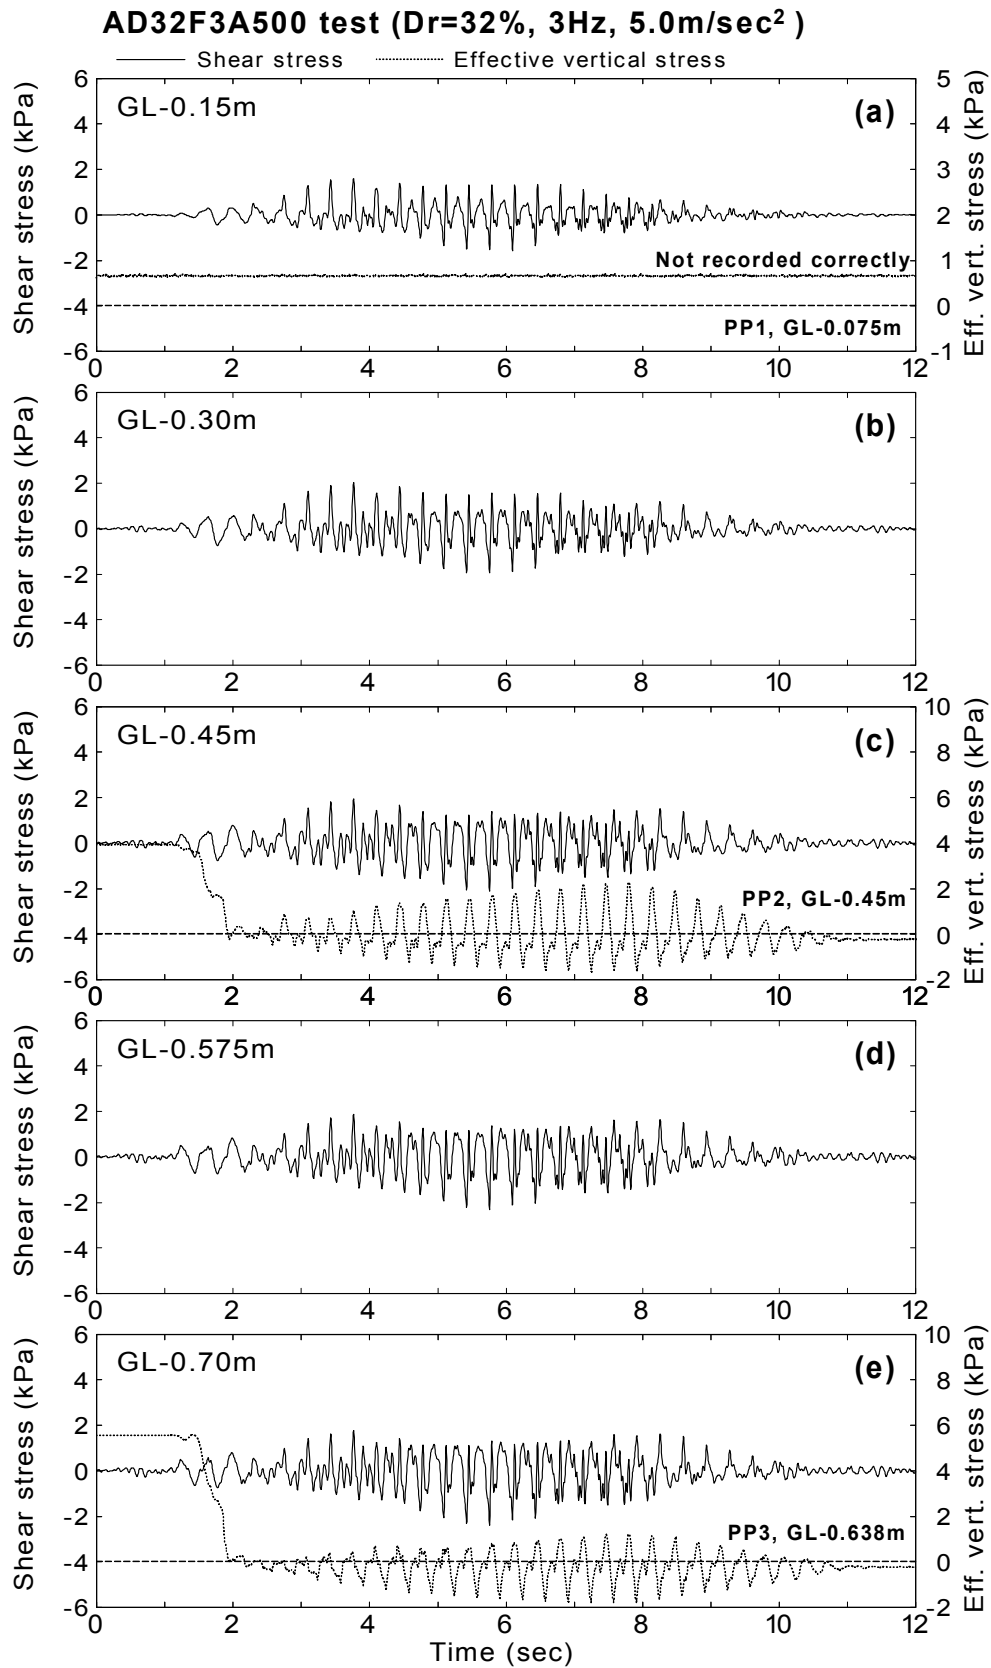 AD32F3A500 test (Dr=32%, 3Hz, 5.0m/sec²)
Shear stress Effective vertical stress
GL-0.15m
(a)
Shear stress (kPa)
6
4
2
0
-2
-4
-6
Eff. vert. stress (kPa)
5
4
3
2
1
0
-1
Not recorded correctly
PP1, GL-0.075m
0 2 4 6 8 10 12
GL-0.30m
(b)
Shear stress (kPa)
6
4
2
0
-2
-4
-6
0 2 4 6 8 10 12
GL-0.45m
(c)
Shear stress (kPa)
6
4
2
0
-2
-4
-6
Eff. vert. stress (kPa)
10
8
6
4
2
0
-2
PP2, GL-0.45m
0 2 4 6 8 10 12
GL-0.575m
(d)
Shear stress (kPa)
6
4
2
0
-2
-4
-6
0 2 4 6 8 10 12
GL-0.70m
(e)
Shear stress (kPa)
6
4
2
0
-2
-4
-6
Eff. vert. stress (kPa)
10
8
6
4
2
0
-2
PP3, GL-0.638m
0 2 4 6 8 10 12
Time (sec)